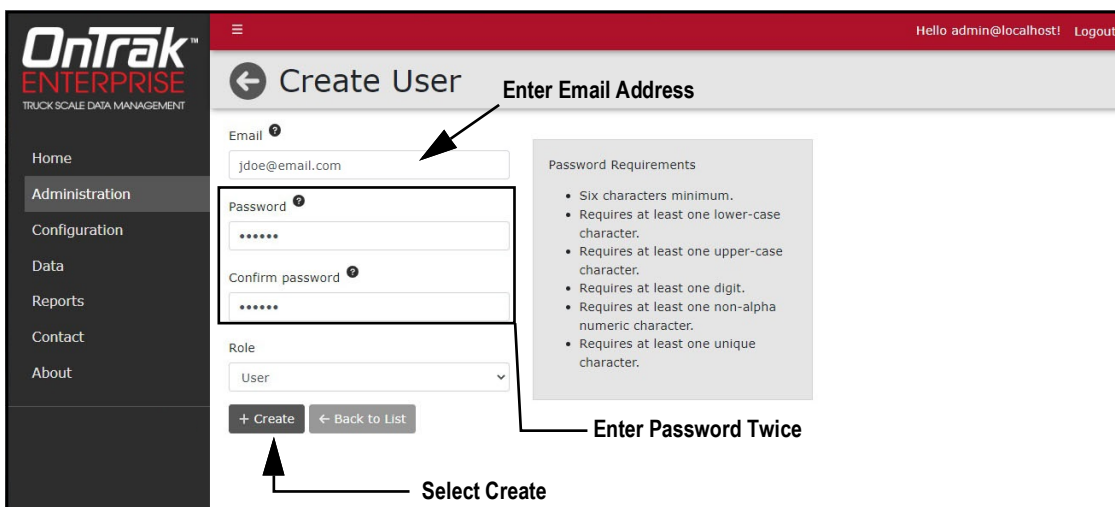 OnTrak™
ENTERPRISE
TRUCK SCALE DATA MANAGEMENT
☰
Hello admin@localhost! Logout
Create User
Enter Email Address
Home
Administration
Configuration
Data
Reports
Contact
About
Email
jdoe@email.com
Password
••••••
Confirm password
••••••
Role
User
+ Create
← Back to List
Password Requirements
• Six characters minimum.
• Requires at least one lower-case
character.
• Requires at least one upper-case
character.
• Requires at least one digit.
• Requires at least one non-alpha
numeric character.
• Requires at least one unique
character.
Enter Password Twice
Select Create